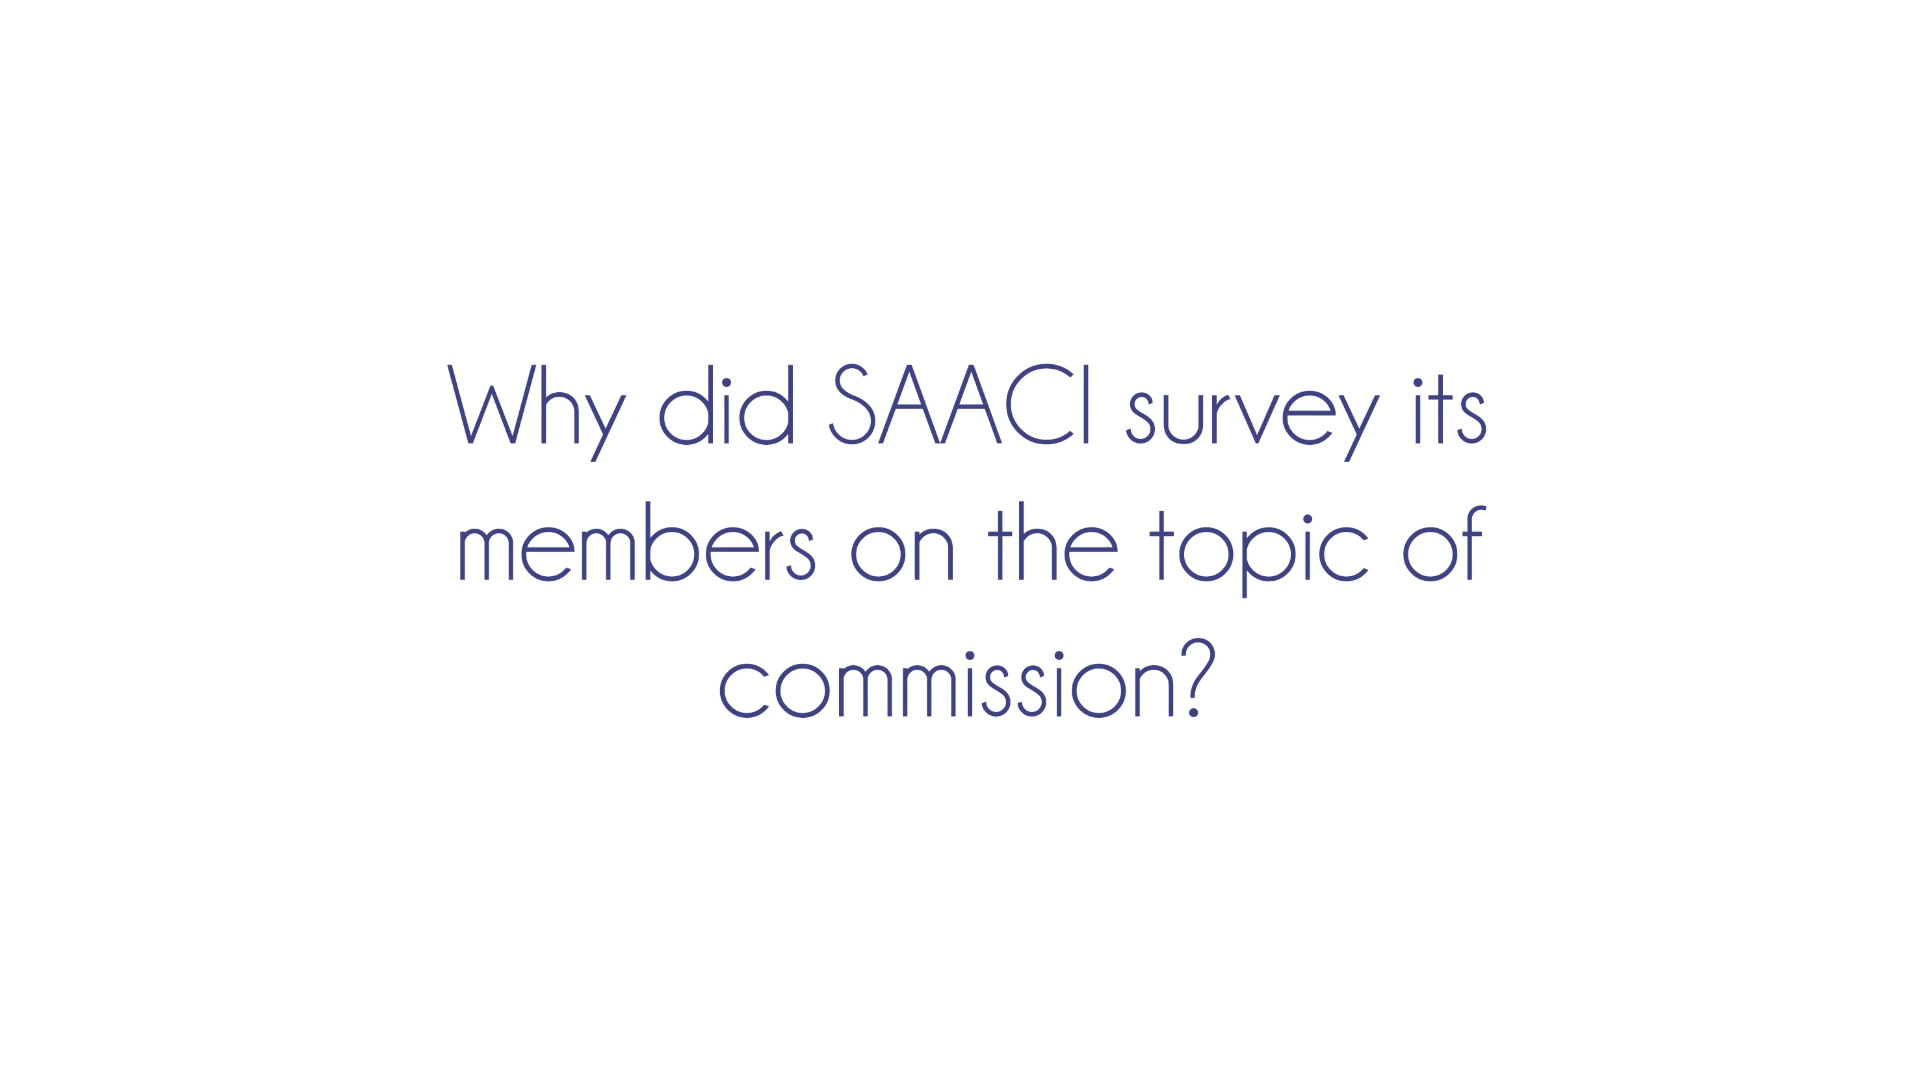 Why did SAACI survey its
members on the topic of
commission?